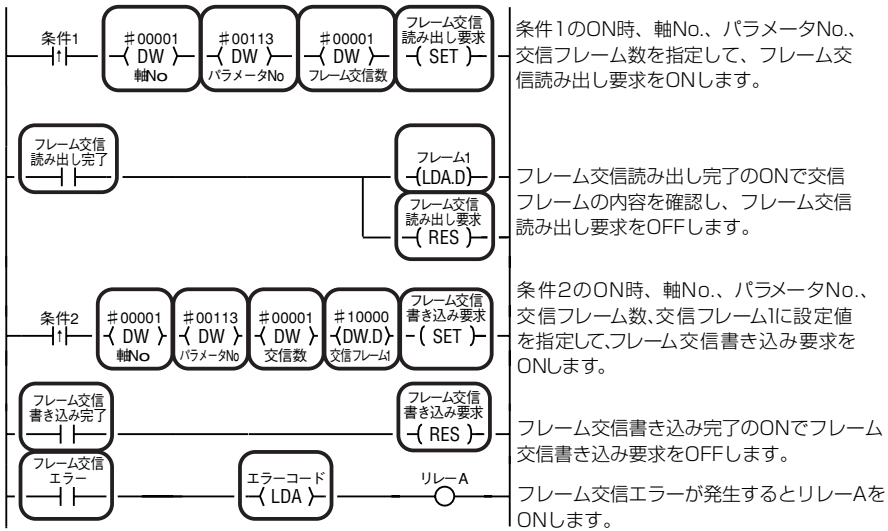 条件1
♯00001
DW
軸No
♯00113
DW
パラメータNo
♯00001
DW
フレーム交信数
フレーム交信
読み出し要求
SET
条件1のON時、軸No.、パラメータNo.、
交信フレーム数を指定して、フレーム交
信読み出し要求をONします。
フレーム交信
読み出し完了
フレーム1
LDA.D
フレーム交信
読み出し要求
RES
フレーム交信読み出し完了のONで交信
フレームの内容を確認し、フレーム交信
読み出し要求をOFFします。
条件2
♯00001
DW
軸No
♯00113
DW
パラメータNo
♯00001
DW
交信数
♯10000
DW.D
交信フレーム1
フレーム交信
書き込み要求
SET
条件2のON時、軸No.、パラメータNo.、
交信フレーム数、交信フレーム1に設定値
を指定して、フレーム交信書き込み要求を
ONします。
フレーム交信
書き込み完了
フレーム交信
書き込み要求
RES
フレーム交信書き込み完了のONでフレーム
交信書き込み要求をOFFします。
フレーム交信
エラー
エラーコード
LDA
リレーA
フレーム交信エラーが発生するとリレーAを
ONします。